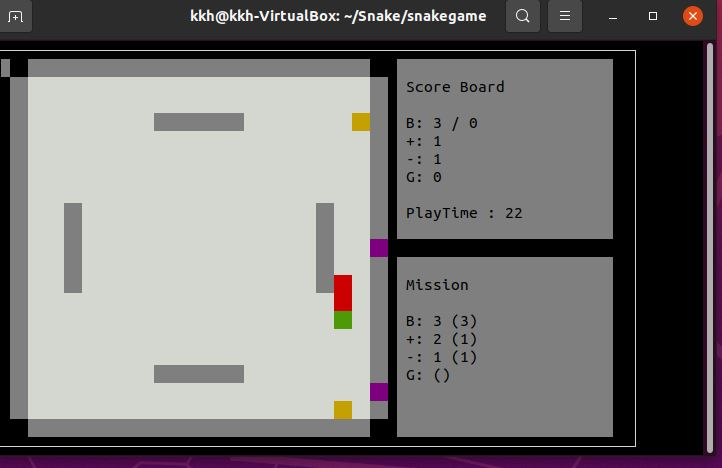 kkh@kkh-VirtualBox: ~/Snake/snakegame
Score Board
B: 3 / 0
+: 1
-: 1
G: 0
PlayTime : 22
Mission
B: 3 (3)
+: 2 (1)
-: 1 (1)
G: ()